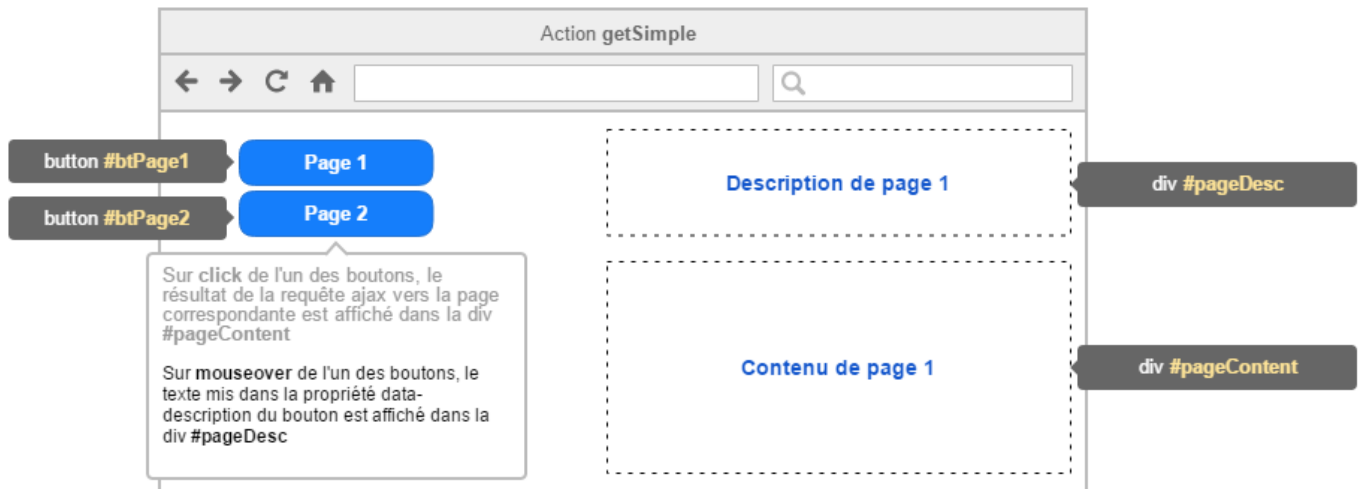 Action getSimple
button #btPage1
Page 1
button #btPage2
Page 2
Description de page 1
div #pageDesc
Sur click de l'un des boutons, le
résultat de la requête ajax vers la page
correspondante est affiché dans la div
#pageContent
Sur mouseover de l'un des boutons, le
texte mis dans la propriété data-
description du bouton est affiché dans la
div #pageDesc
Contenu de page 1
div #pageContent